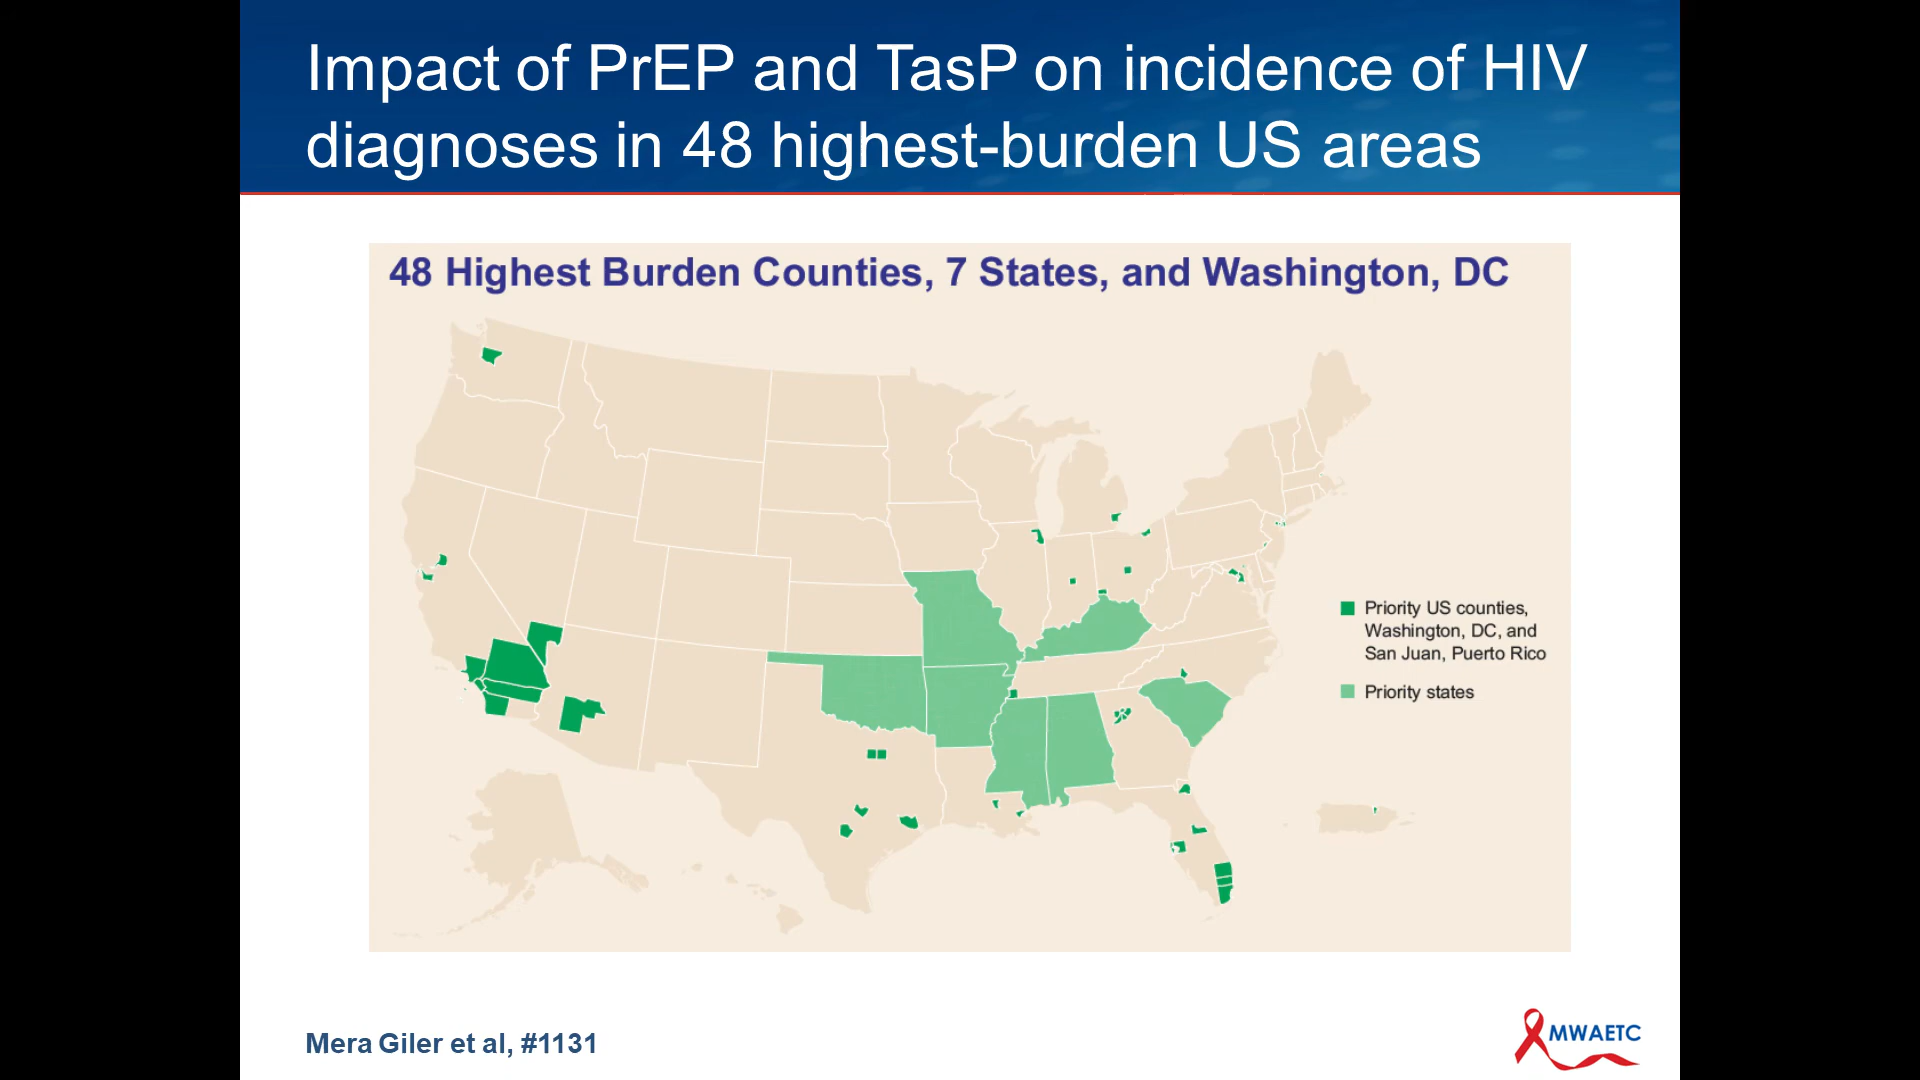 Impact of PrEP and TasP on incidence of HIV
diagnoses in 48 highest-burden US areas
48 Highest Burden Counties, 7 States, and Washington, DC
Priority US counties,
Washington, DC, and
San Juan, Puerto Rico
Priority states
Mera Giler et al, #1131
MWAETC